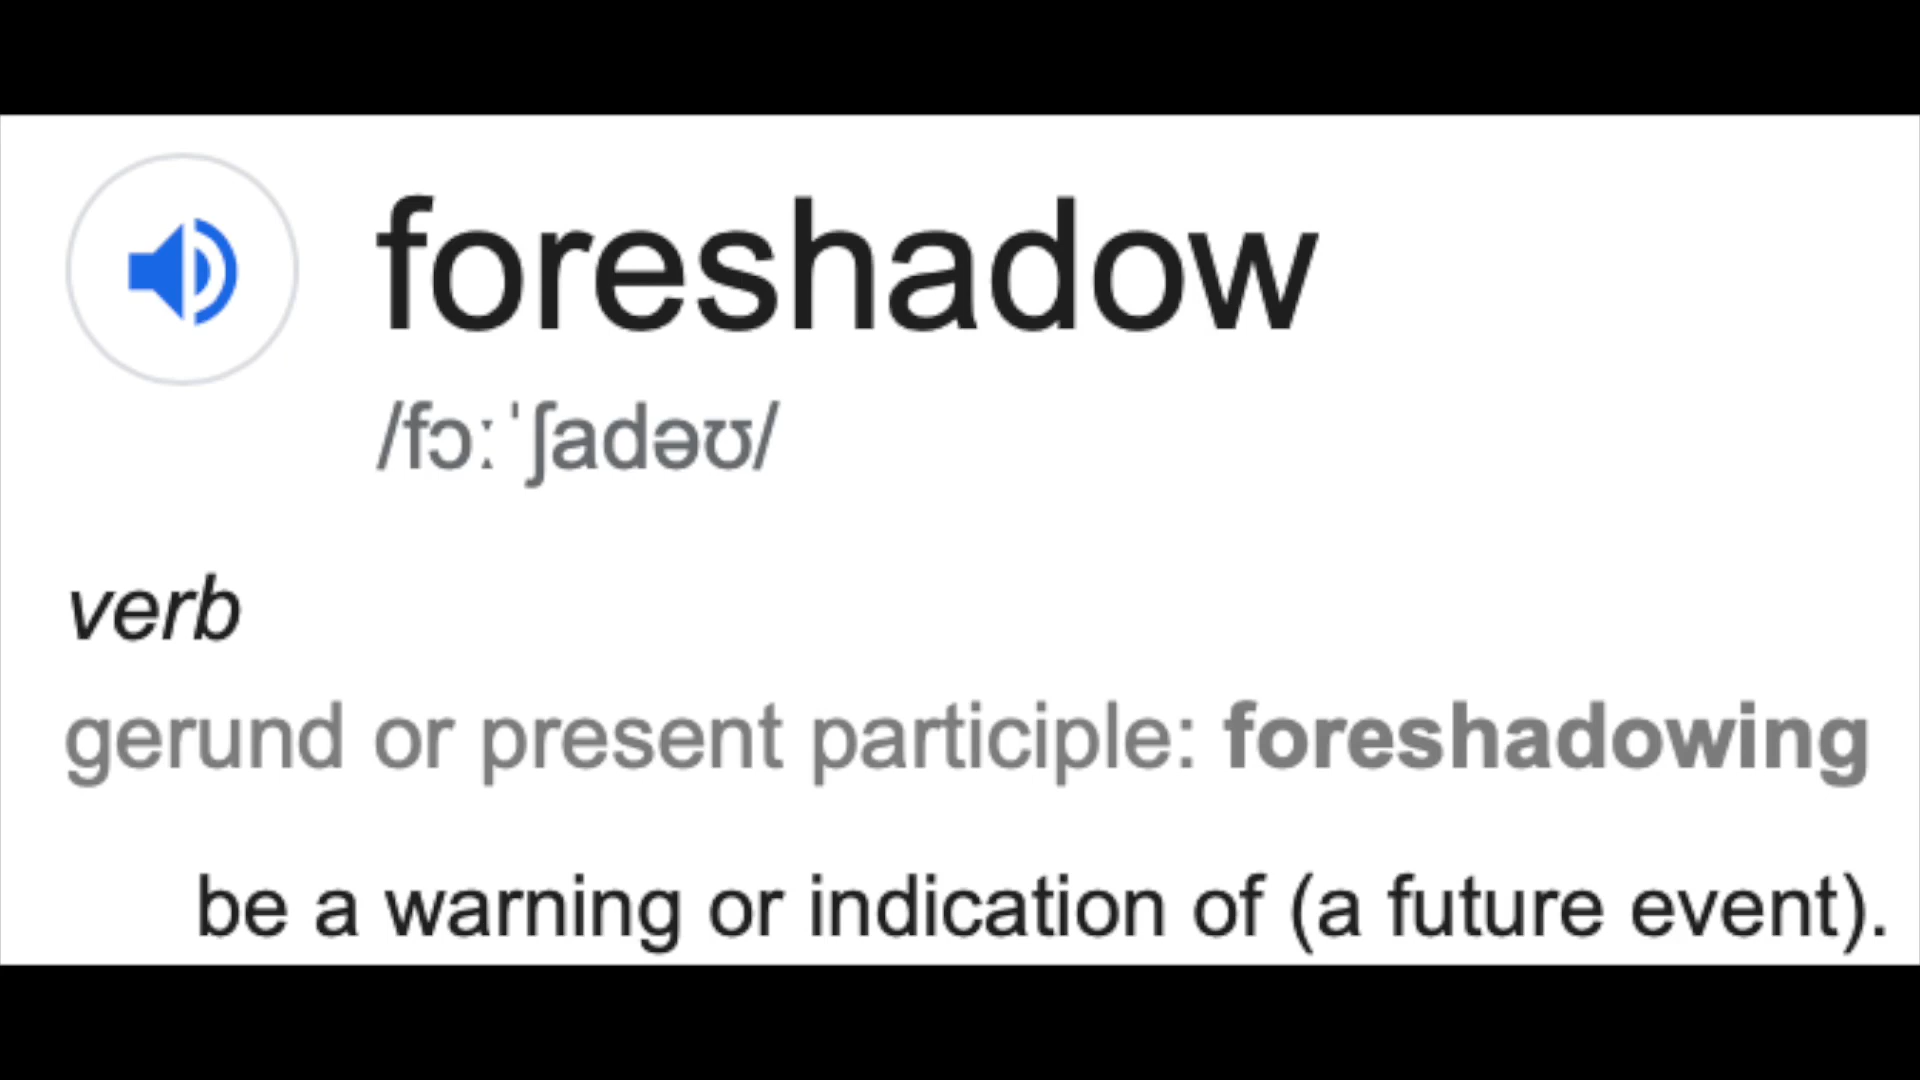 foreshadow
/fɔːˈʃadəʊ/
verb
gerund or present participle: foreshadowing
be a warning or indication of (a future event).